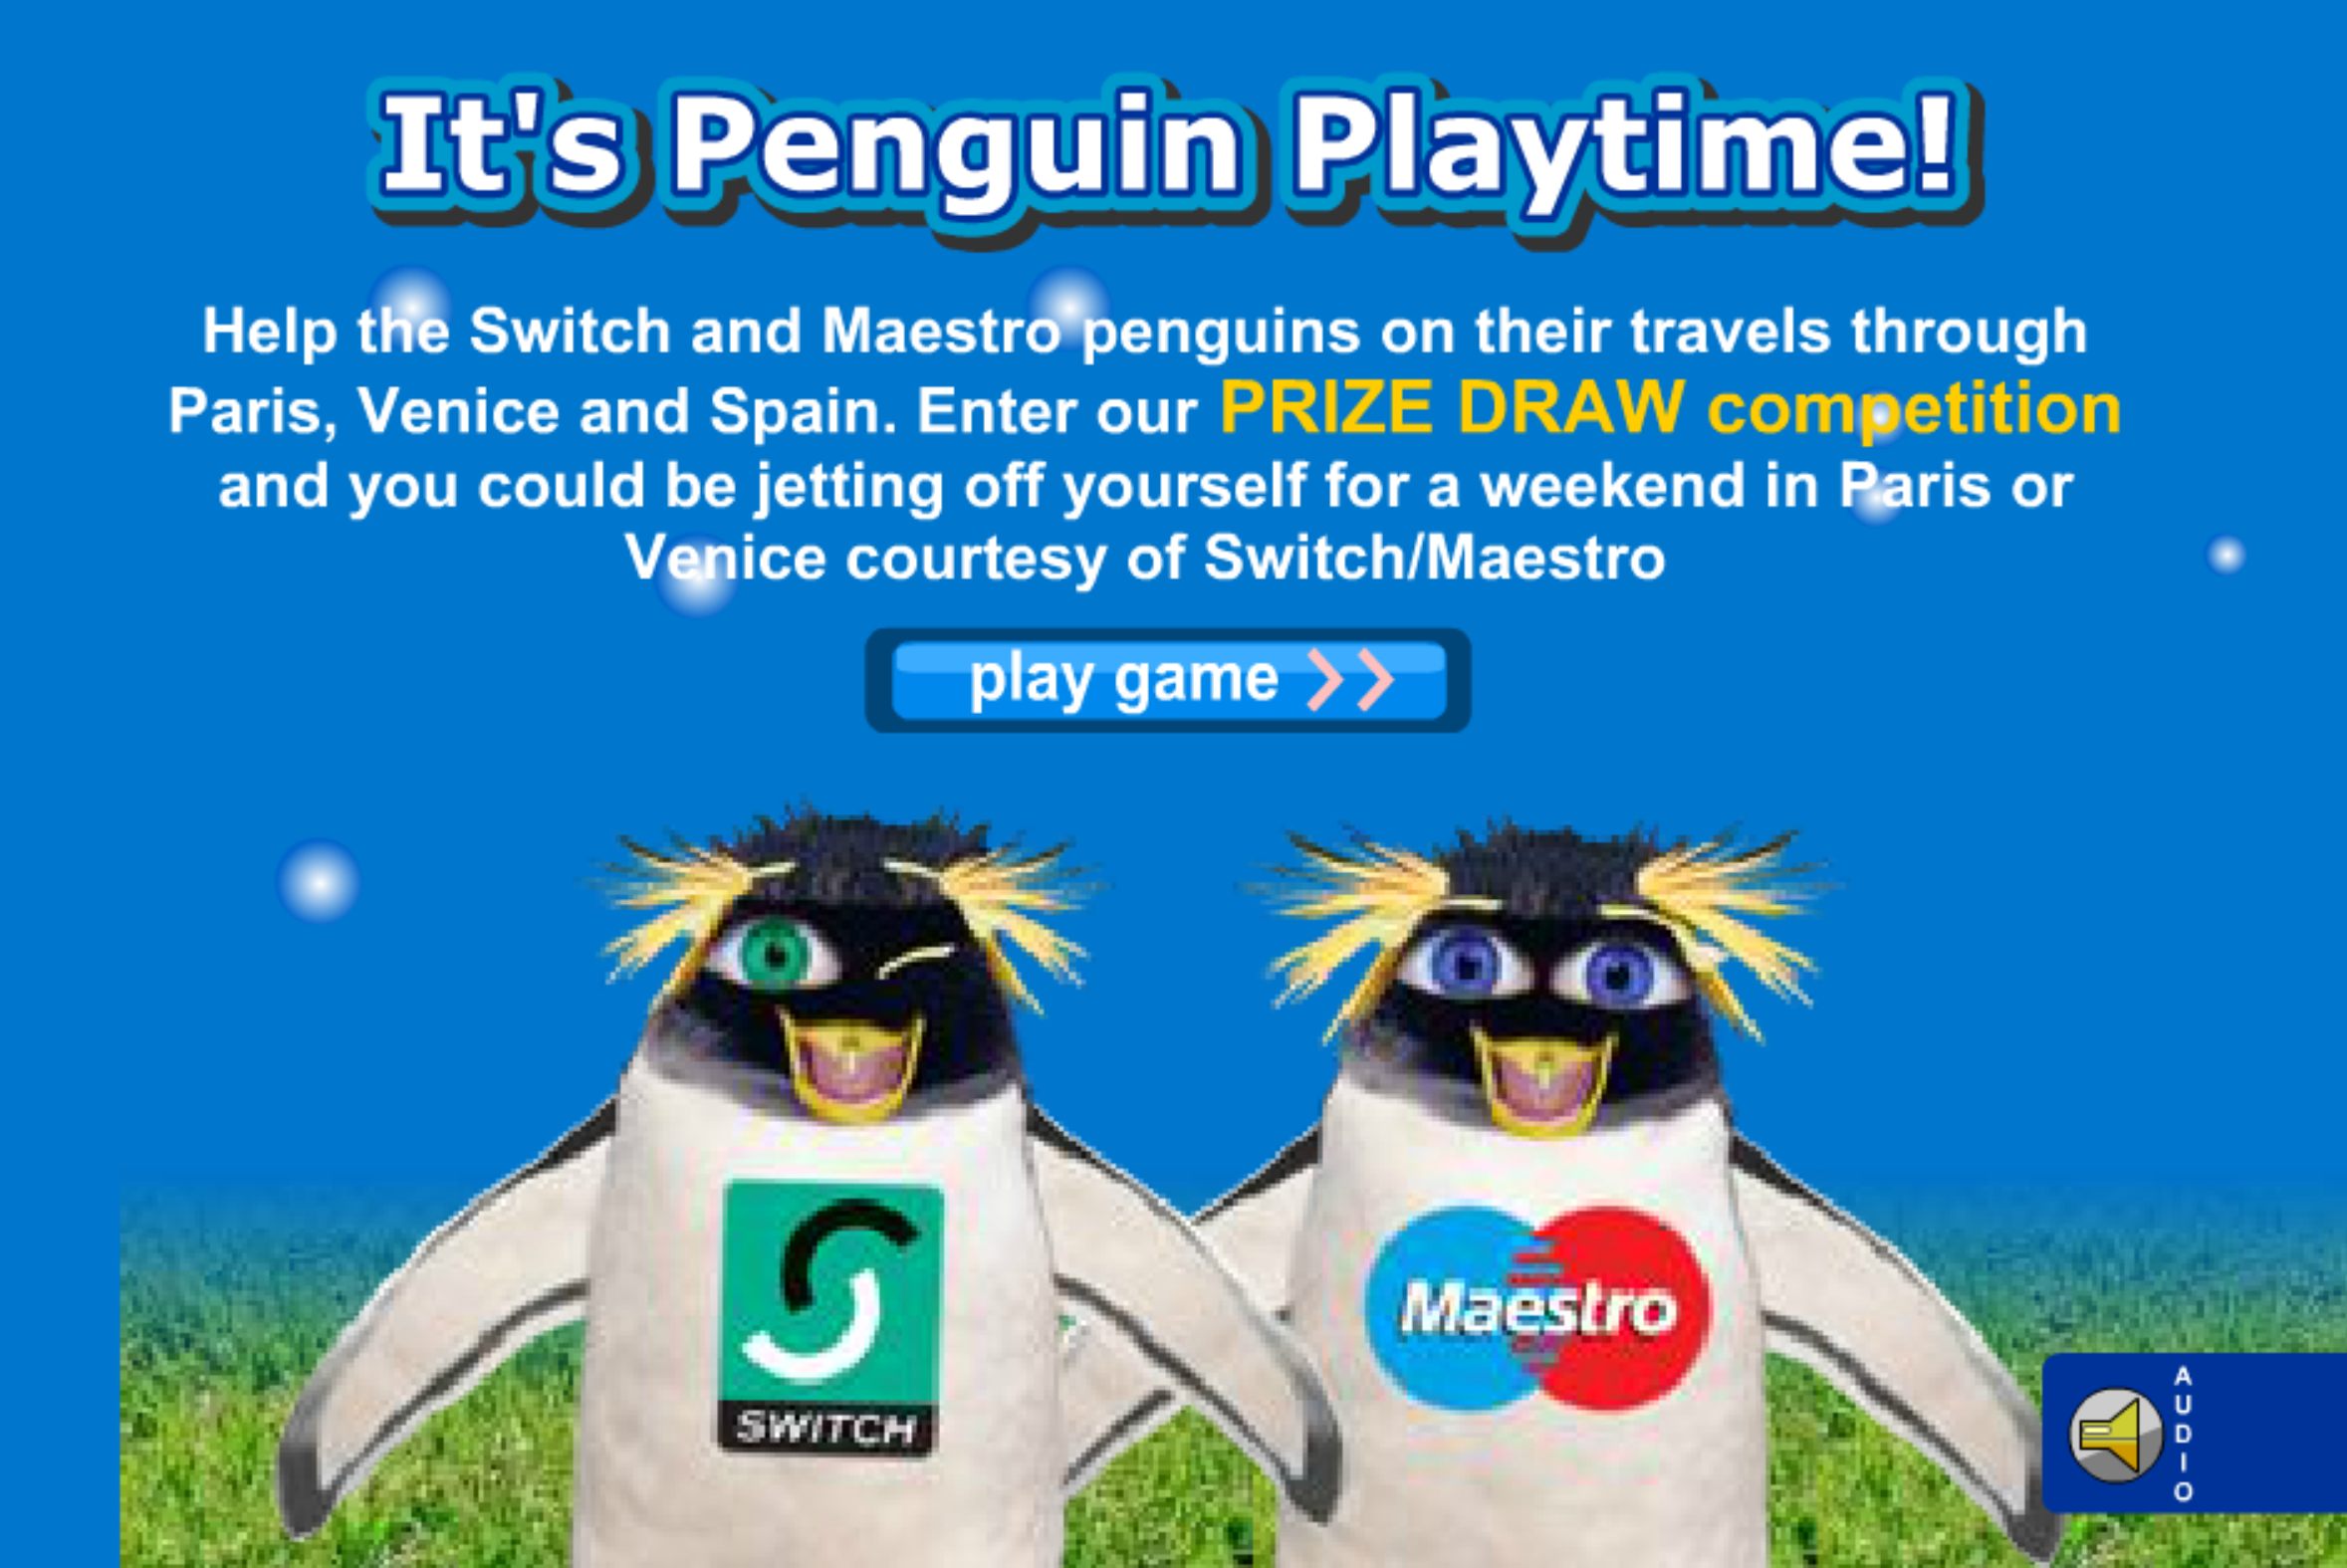 It's Penguin Playtime!
Help the Switch and Maestro penguins on their travels through
Paris, Venice and Spain. Enter our PRIZE DRAW competition
and you could be jetting off yourself for a weekend in Paris or
Venice courtesy of Switch/Maestro
play game
SWITCH
Maestro
AUDIO